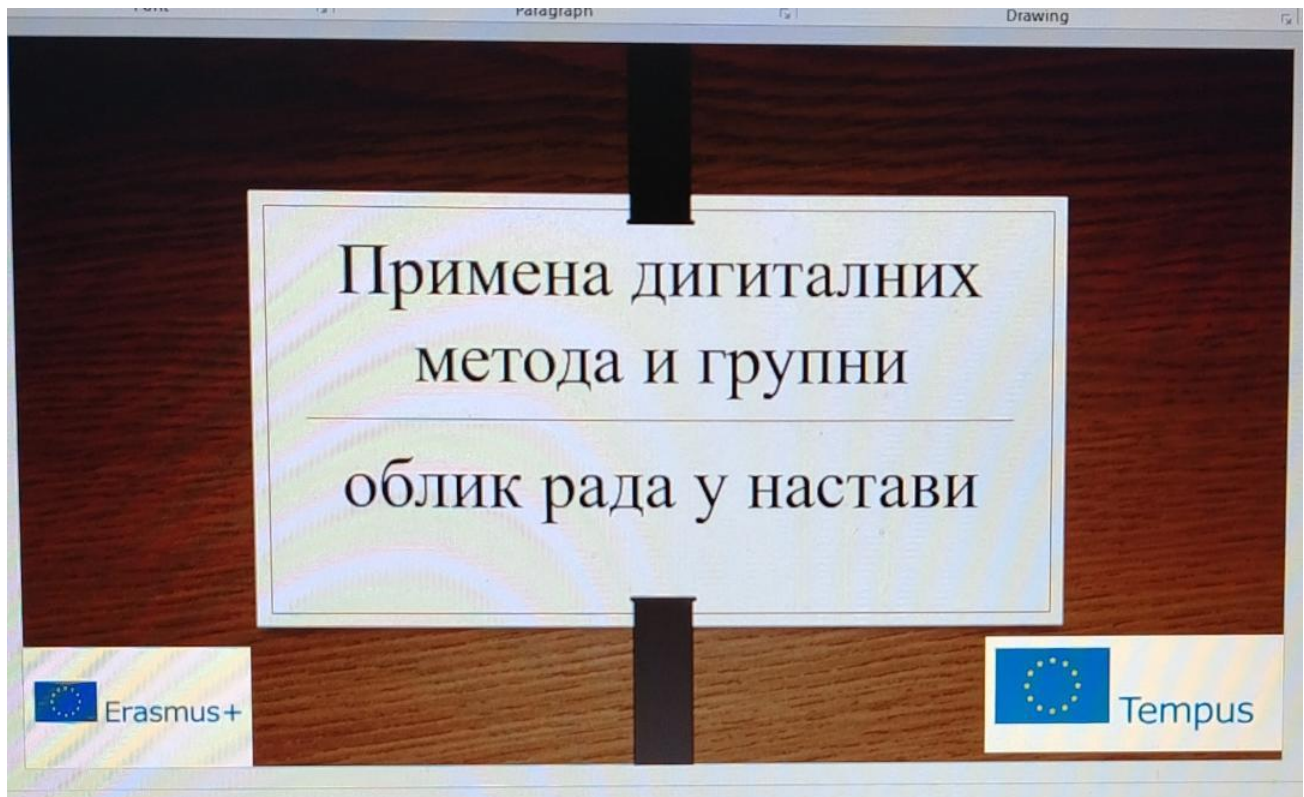 Paragraph
Drawing
Примена дигиталних
метода и групни
облик рада у настави
Erasmus+
Tempus